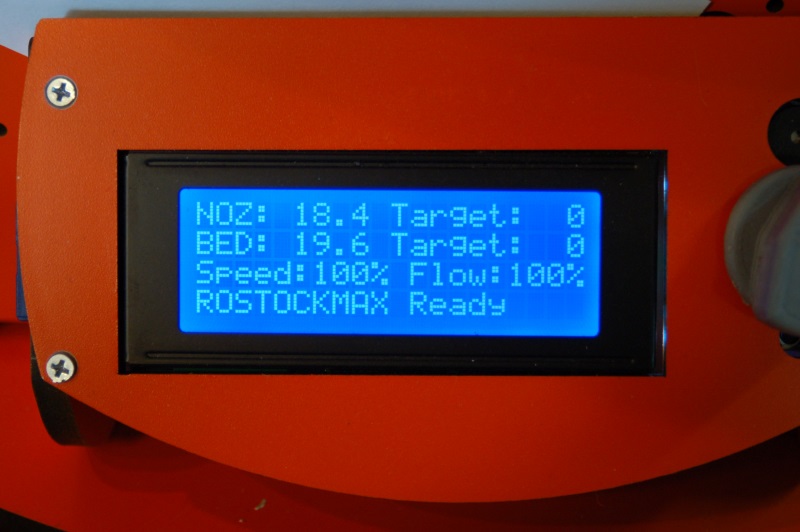 NOZ: 18.4 Target: 0
BED: 19.6 Target: 0
Speed:100% Flow:100%
ROSTOCKMAX Ready